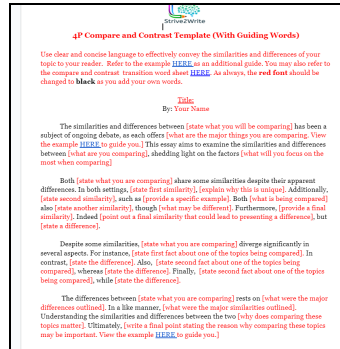 Strive2Write
4P Compare and Contrast Template (With Guiding Words)
Use clear and concise language to effectively convey the similarities and differences of your
topic to your reader. Refer to the example HERE as an additional guide. You may also refer to
the compare and contrast transition word sheet HERE. As always, the red font should be
changed to black as you add your own words.
Title:
By: Your Name
The similarities and differences between [state what you will be comparing] has been a
subject of ongoing debate, as each offers [what are the major things you are comparing. View
the example HERE to guide you.] This essay aims to examine the similarities and differences
between [what are you comparing], shedding light on the factors [what will you focus on the
most when comparing]
Both [state what you are comparing] share some similarities despite their apparent
differences. In both settings, [state first similarity], [explain why this is unique]. Additionally,
[state second similarity], such as [provide a specific example]. Both [what is being compared]
also [state another similarity], though [what may be different]. Furthermore, [provide a final
similarity]. Indeed [point out a final similarity that could lead to presenting a difference], but
[state a difference].
Despite some similarities, [state what you are comparing] diverge significantly in
several aspects. For instance, [state first fact about one of the topics being compared]. In
contrast, [state the difference]. Also, [state second fact about one of the topics being
compared], whereas [state the difference]. Finally, [state second fact about one of the topics
being compared], while [state the difference].
The differences between [state what you are comparing] rests on [what were the major
differences outlined]. In a like manner, [what were the major similarities outlined].
Understanding the similarities and differences between the two [why does comparing these
topics matter]. Ultimately, [write a final point stating the reason why comparing these topics
may be important. View the example HERE to guide you.]